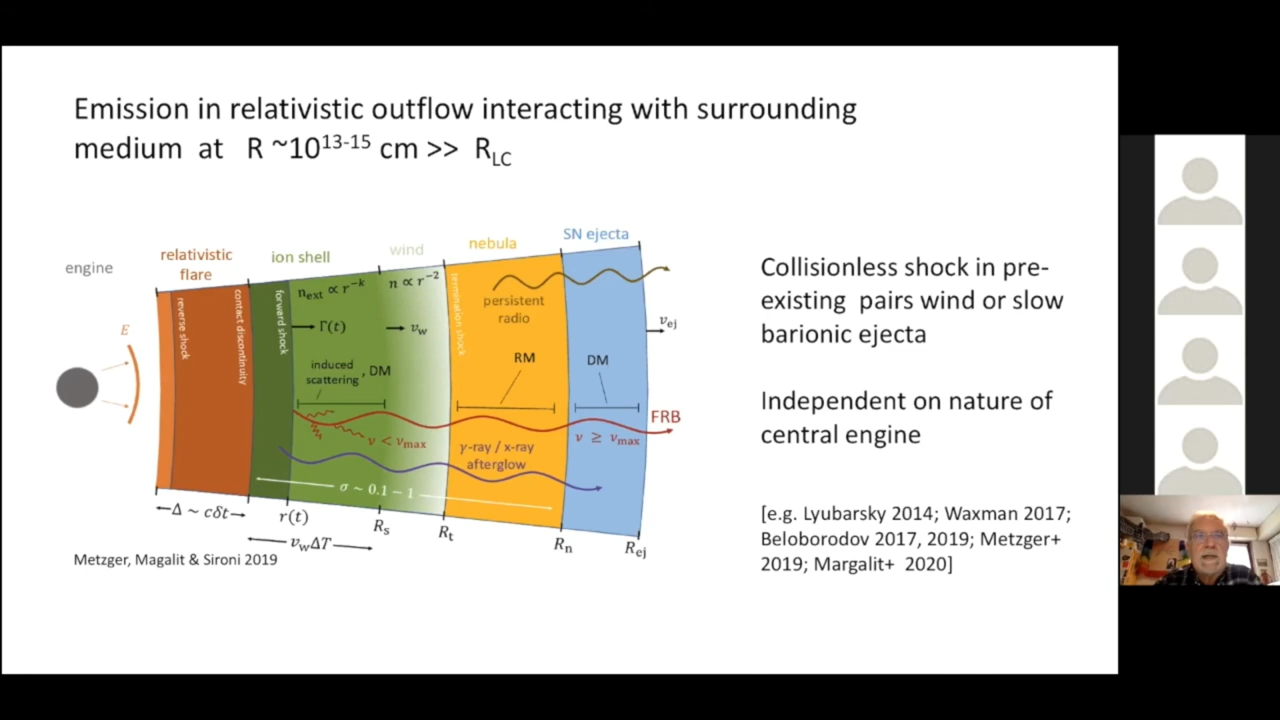 Emission in relativistic outflow interacting with surrounding
medium at R ~10¹³⁻¹⁵ cm >> R_LC
engine
relativistic
flare
ion shell
wind
nebula
SN ejecta
E
reverse shock
contact discontinuity
forward shock
termination shock
n_ext ∝ r^−k
n ∝ r^−2
Γ(t)
v_w
persistent
radio
v_ej
induced
scattering
, DM
RM
DM
FRB
ν < ν_max
γ-ray / x-ray
afterglow
ν ≥ ν_max
σ ~ 0.1 − 1
Δ ~ cδt
r(t)
R_s
R_t
R_n
R_ej
v_wΔT
Metzger, Magalit & Sironi 2019
Collisionless shock in pre-
existing pairs wind or slow
barionic ejecta
Independent on nature of
central engine
[e.g. Lyubarsky 2014; Waxman 2017;
Beloborodov 2017, 2019; Metzger+
2019; Margalit+ 2020]